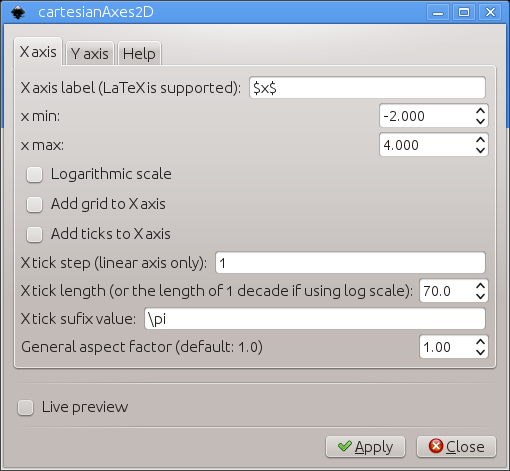 cartesianAxes2D
X axis Y axis Help
X axis label (LaTeX is supported): $x$
x min: -2.000
x max: 4.000
Logarithmic scale
Add grid to X axis
Add ticks to X axis
X tick step (linear axis only): 1
X tick length (or the length of 1 decade if using log scale): 70.0
X tick sufix value: \pi
General aspect factor (default: 1.0) 1.00
Live preview
Apply Close